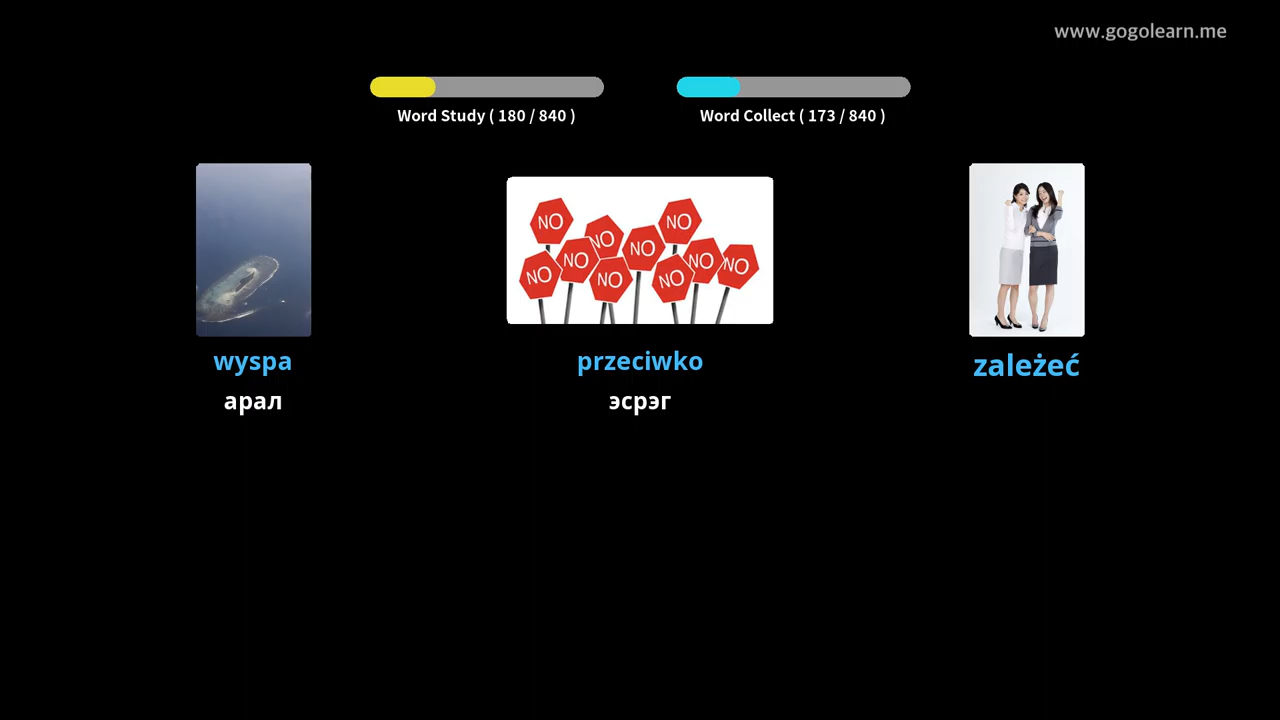 www.gogolearn.me
Word Study ( 180 / 840 )
Word Collect ( 173 / 840 )
NO
NO
NO
NO
NO
NO
NO
NO
NO
NO
wyspa
przeciwko
zależeć
арал
эсрэг